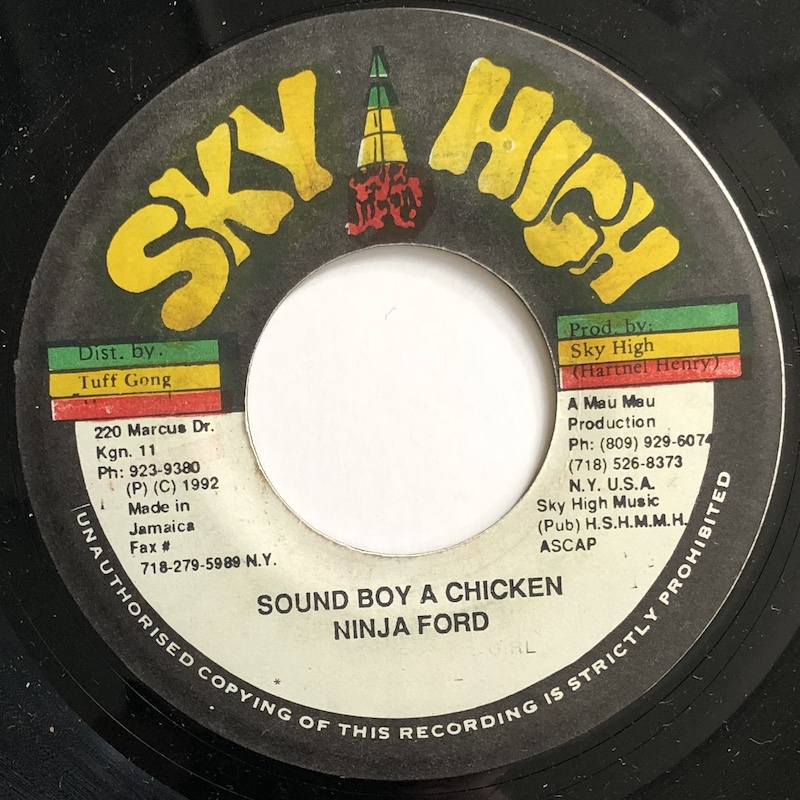 SKY HIGH
Dist. by.
Tuff Gong
220 Marcus Dr.
Kgn. 11
Ph: 923-9380
(P) (C) 1992
Made in
Jamaica
Fax #
718-279-5989 N.Y.
Prod. by:
Sky High
(Hartnel Henry)
A Mau Mau
Production
Ph: (809) 929-6074
(718) 526-8373
N.Y. U.S.A.
Sky High Music
(Pub) H.S.H.M.M.H.
ASCAP
SOUND BOY A CHICKEN
NINJA FORD
UNAUTHORISED COPYING OF THIS RECORDING IS STRICTLY PROHIBITED